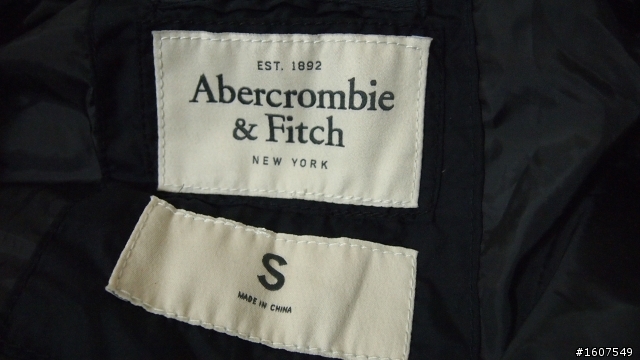 EST. 1892
Abercrombie
& Fitch
NEW YORK
S
MADE IN CHINA
#1607549